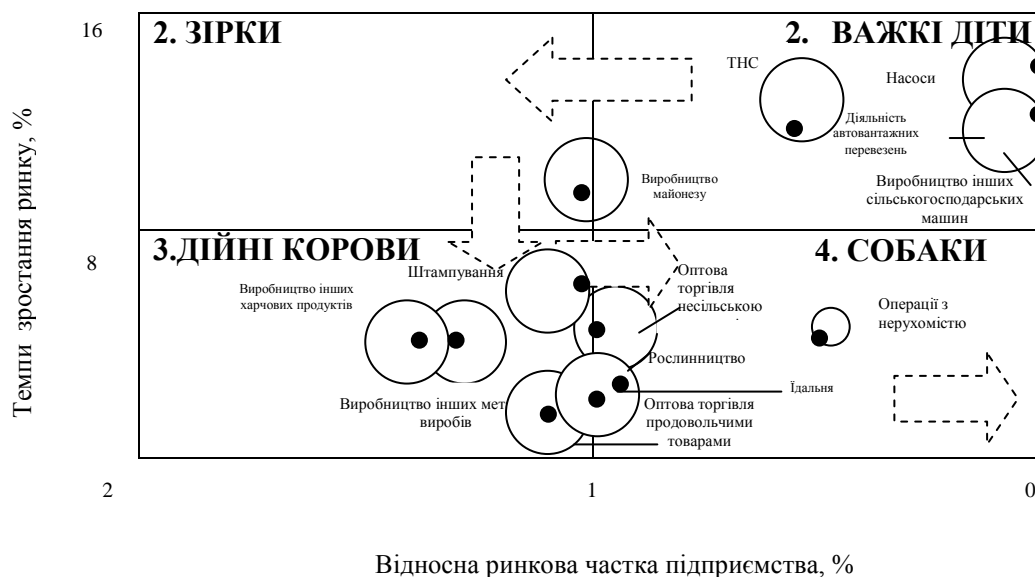 16
2. ЗІРКИ
2. ВАЖКІ ДІТИ
ТНС
Насоси
Діяльність
автовантажних
перевезень
Виробництво
майонезу
Виробництво інших
сільськогосподарських
машин
Темпи зростання ринку, %
8
3.ДІЙНІ КОРОВИ
4. СОБАКИ
Штампування
Виробництво інших
харчових продуктів
Оптова
торгівля
несільською
Операції з
нерухомістю
Рослинництво
Їдальня
Виробництво інших мет
виробів
Оптова торгівля
продовольчими
товарами
2
1
0
Відносна ринкова частка підприємства, %